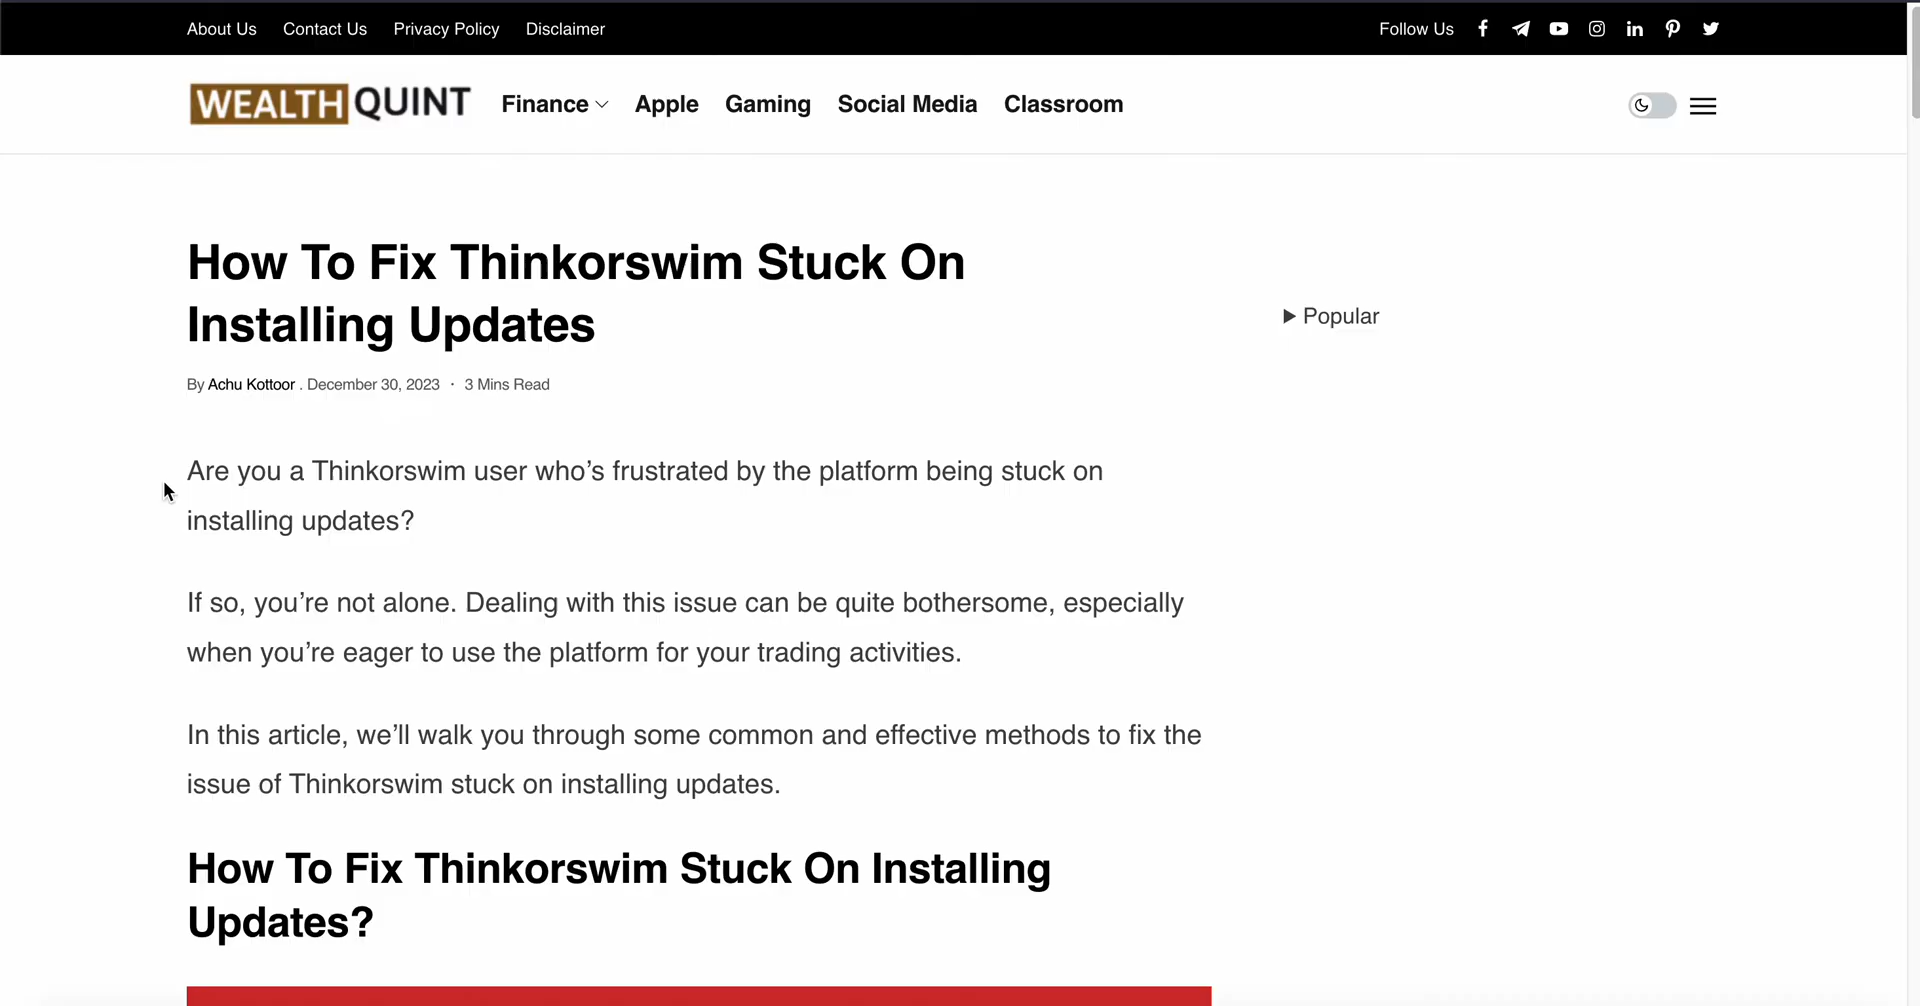 About Us Contact Us Privacy Policy Disclaimer Follow Us
WEALTH QUINT Finance Apple Gaming Social Media Classroom
How To Fix Thinkorswim Stuck On
Installing Updates
By Achu Kottoor . December 30, 2023 · 3 Mins Read
Popular
Are you a Thinkorswim user who’s frustrated by the platform being stuck on
installing updates?
If so, you’re not alone. Dealing with this issue can be quite bothersome, especially
when you’re eager to use the platform for your trading activities.
In this article, we’ll walk you through some common and effective methods to fix the
issue of Thinkorswim stuck on installing updates.
How To Fix Thinkorswim Stuck On Installing
Updates?